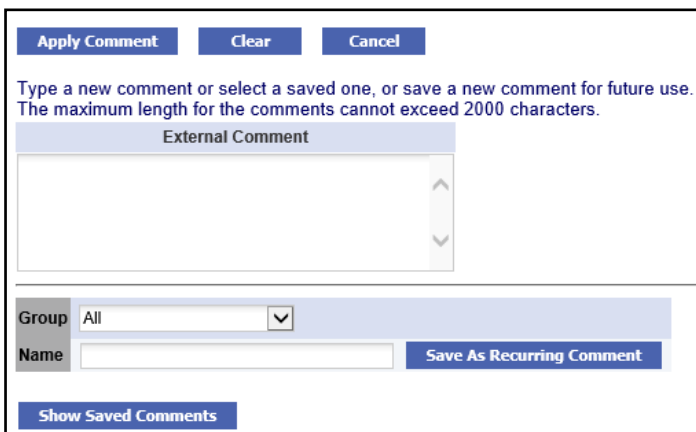 Apply Comment Clear Cancel
Type a new comment or select a saved one, or save a new comment for future use.
The maximum length for the comments cannot exceed 2000 characters.
External Comment
Group All
Name Save As Recurring Comment
Show Saved Comments